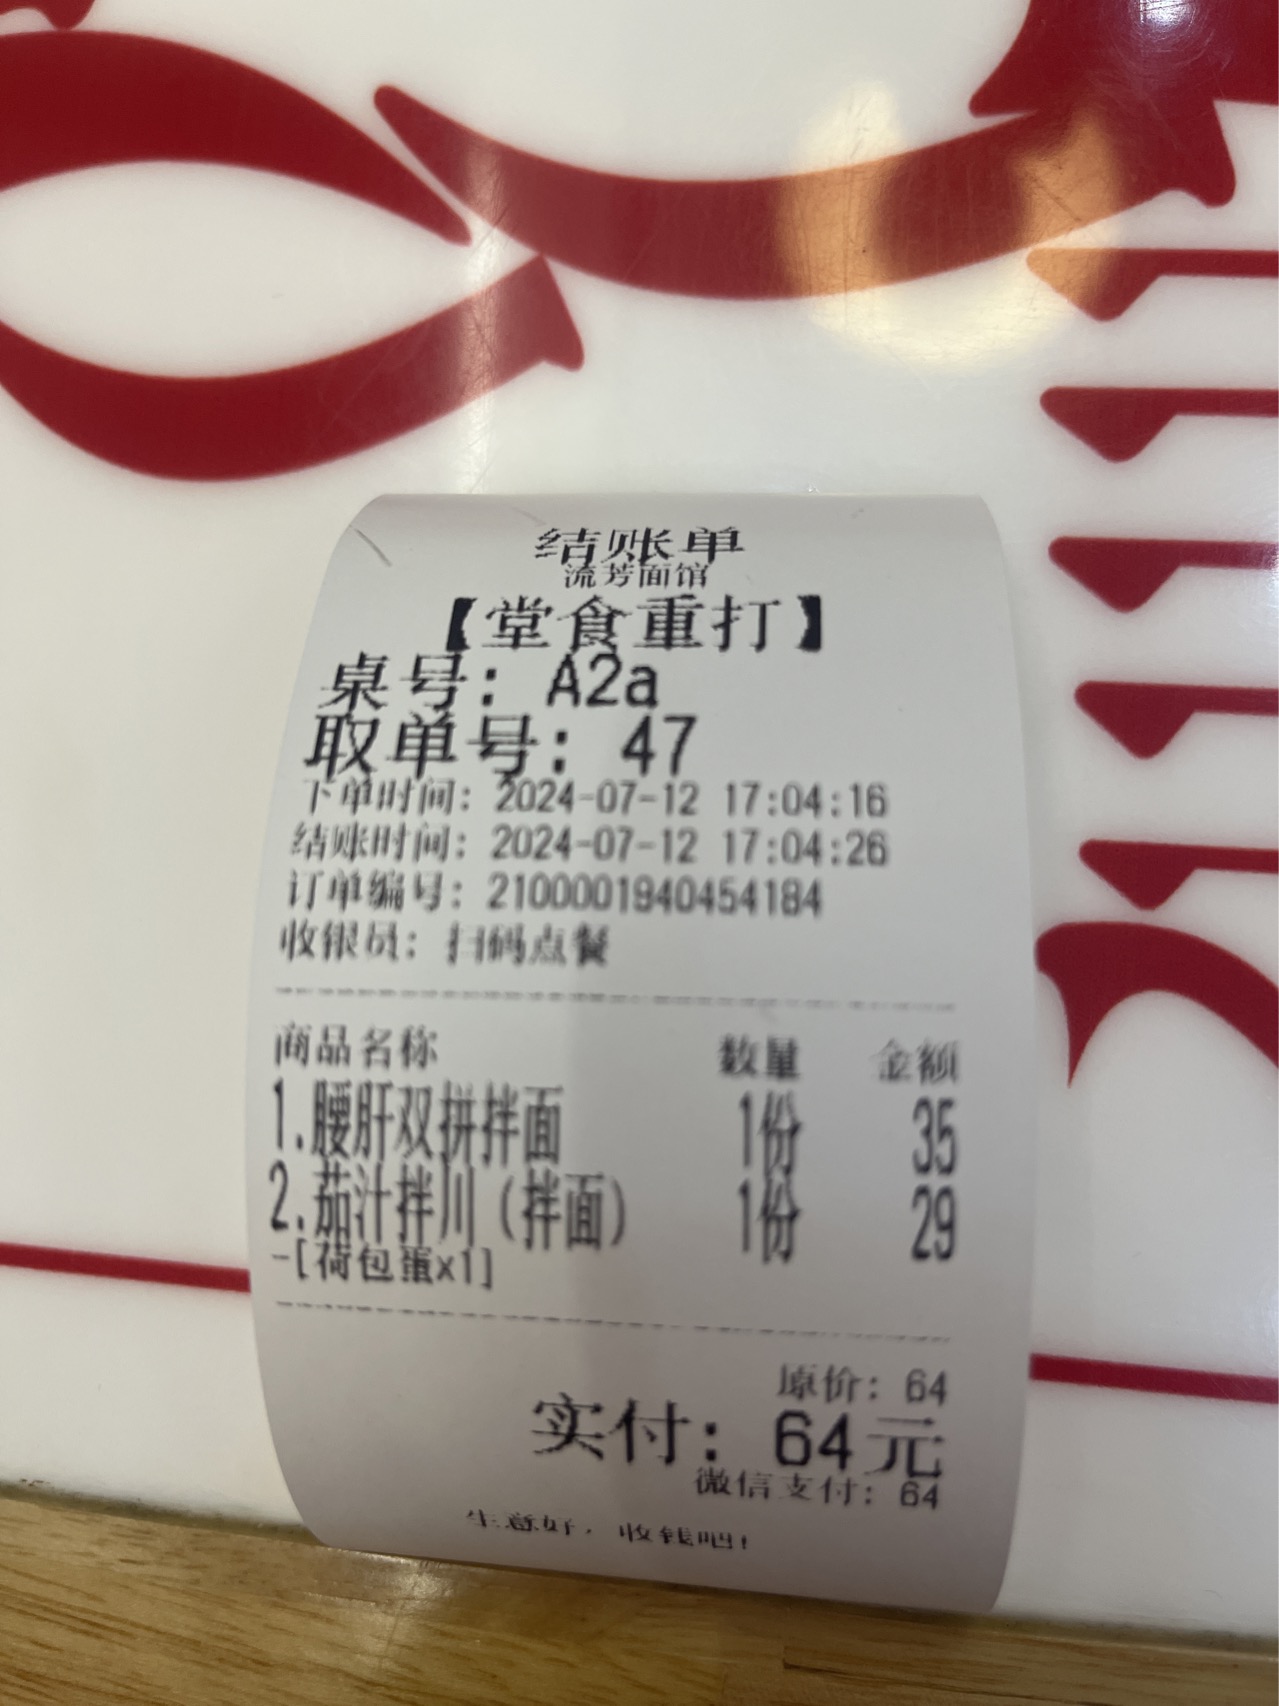 结账单
流芳面馆
【堂食重打】
桌号：A2a
取单号：47
下单时间：2024-07-12 17:04:16
结账时间：2024-07-12 17:04:26
订单编号：2100001940454184
收银员：扫码点餐
商品名称 数量 金额
1.腰肝双拼拌面 1份 35
2.茄汁拌川（拌面） 1份 29
-[荷包蛋x1]
原价：64
实付：64元
微信支付：64
生意好，收钱吧！